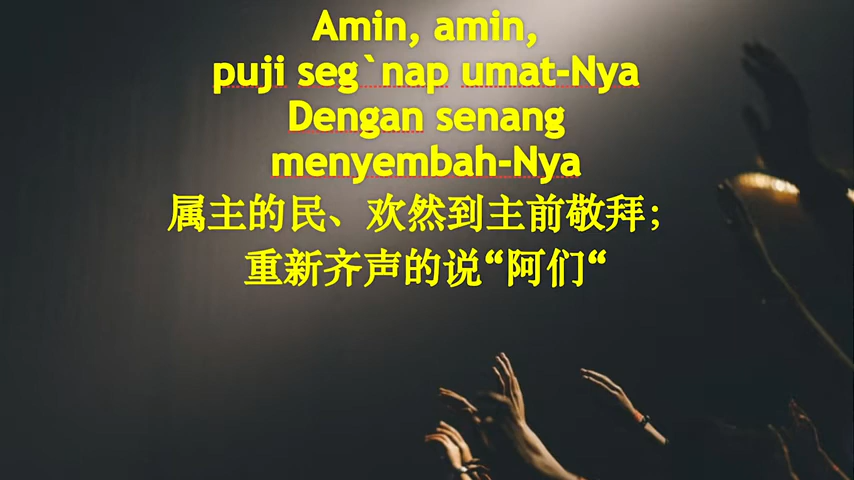 Amin, amin,
puji seg`nap umat-Nya
Dengan senang
menyembah-Nya
属主的民、欢然到主前敬拜；
重新齐声的说“阿们“